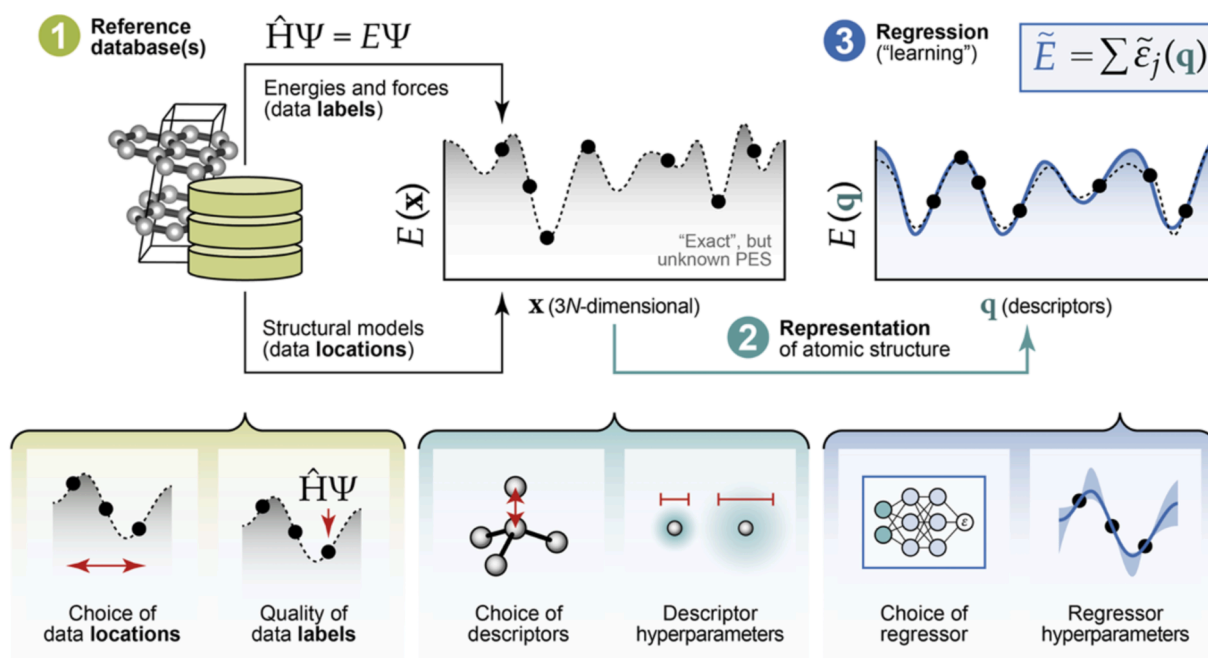 1 Reference
database(s)
ĤΨ = EΨ
Energies and forces
(data labels)
Structural models
(data locations)
E(x)
"Exact", but
unknown PES
x (3N-dimensional)
2 Representation
of atomic structure
3 Regression
("learning")
Ẽ = ∑ ε̃ⱼ(q)
E(q)
q (descriptors)
Choice of
data locations
ĤΨ
Quality of
data labels
Choice of
descriptors
Descriptor
hyperparameters
ε
Choice of
regressor
Regressor
hyperparameters